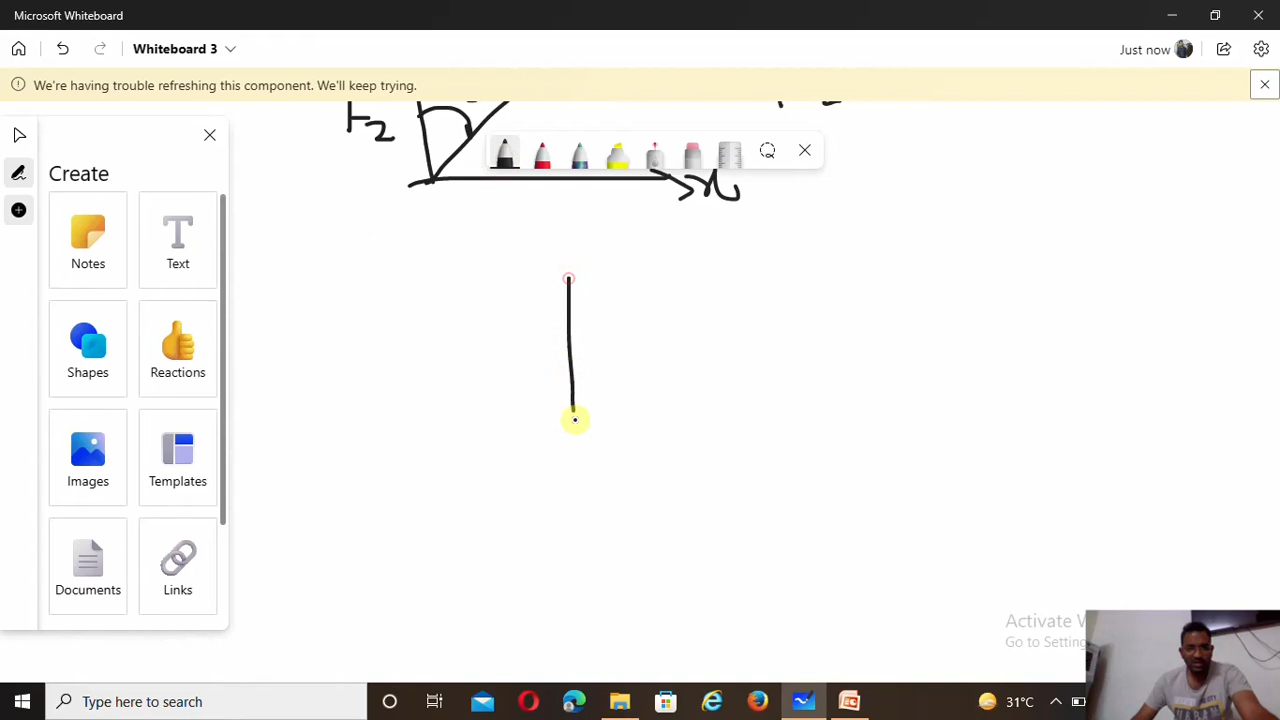 Microsoft Whiteboard
Whiteboard 3
Just now
We're having trouble refreshing this component. We'll keep trying.
F2
x
Create
Notes
Text
Shapes
Reactions
Images
Templates
Documents
Links
Activate
Go to Setting
Type here to search
31°C